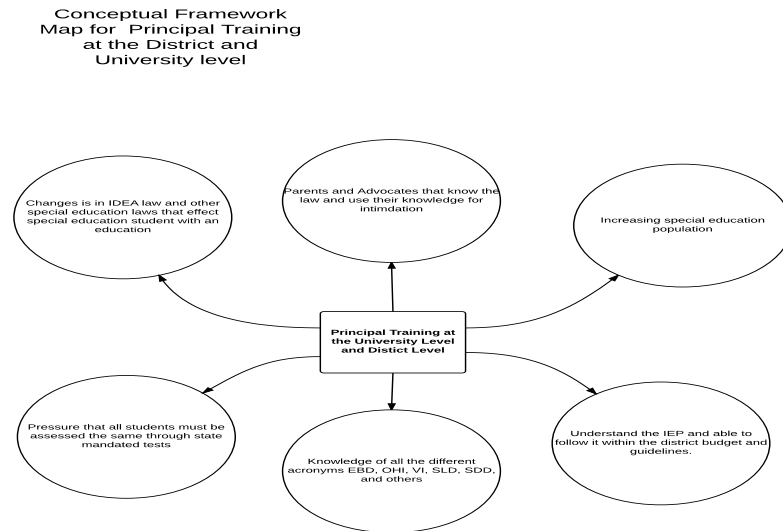 Conceptual Framework
Map for Principal Training
at the District and
University level
Changes is in IDEA law and other
special education laws that effect
special education student with an
education
Parents and Advocates that know the
law and use their knowledge for
intimdation
Increasing special education
population
Principal Training at
the University Level
and Distict Level
Pressure that all students must be
assessed the same through state
mandated tests
Knowledge of all the different
acronyms EBD, OHI, VI, SLD, SDD,
and others
Understand the IEP and able to
follow it within the district budget and
guidelines.